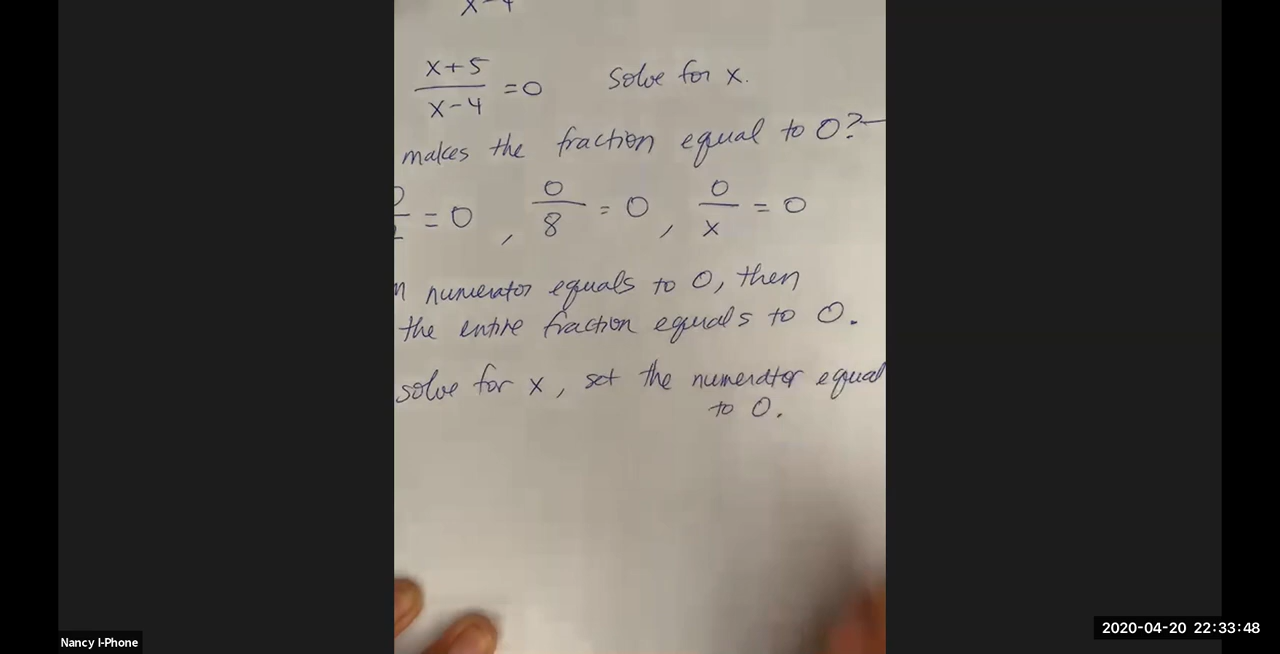 x-4
x+5
x-4
=0 Solve for x.
makes the fraction equal to 0?
= 0 , 0/8 = 0 , 0/x = 0
numerator equals to 0, then
the entire fraction equals to 0.
solve for x, set the numerator equal
to 0.
Nancy I-Phone
2020-04-20 22:33:48